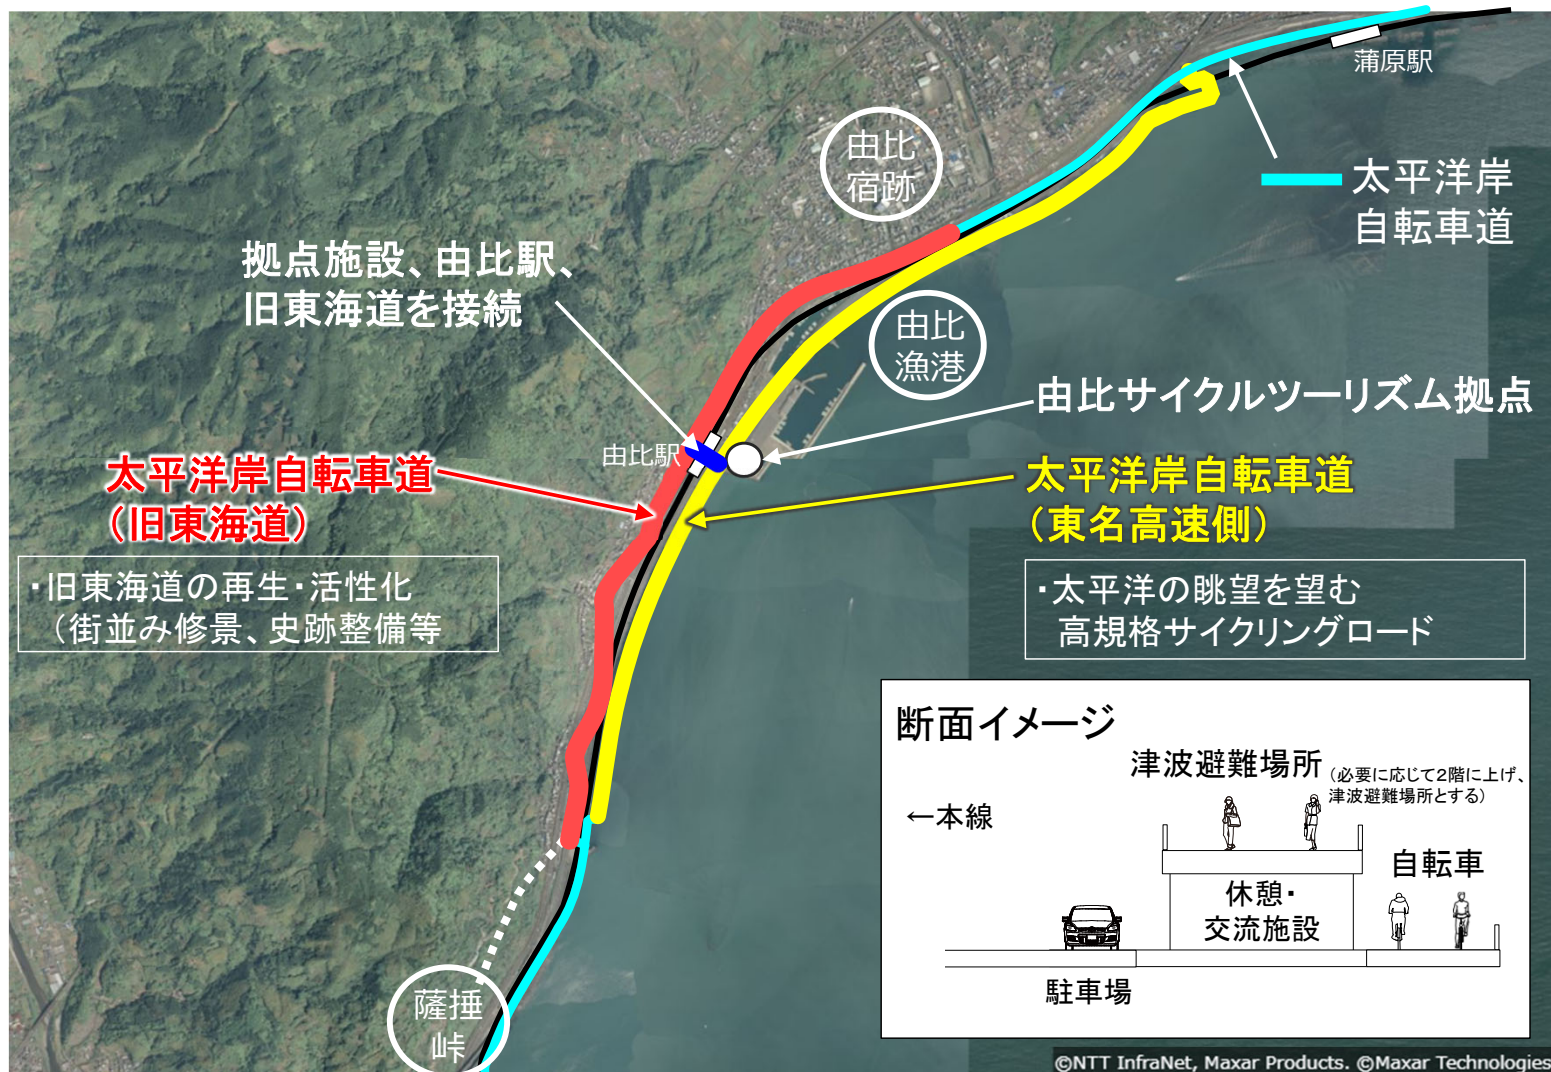 蒲原駅
由比
宿跡
太平洋岸
自転車道
拠点施設、由比駅、
旧東海道を接続
由比
漁港
由比サイクルツーリズム拠点
由比駅
太平洋岸自転車道
（旧東海道）
太平洋岸自転車道
（東名高速側）
・旧東海道の再生・活性化
（街並み修景、史跡整備等
・太平洋の眺望を望む
高規格サイクリングロード
断面イメージ
津波避難場所
（必要に応じて2階に上げ、
津波避難場所とする）
←本線
自転車
休憩・
交流施設
駐車場
薩埵
峠
©NTT InfraNet, Maxar Products. ©Maxar Technologies